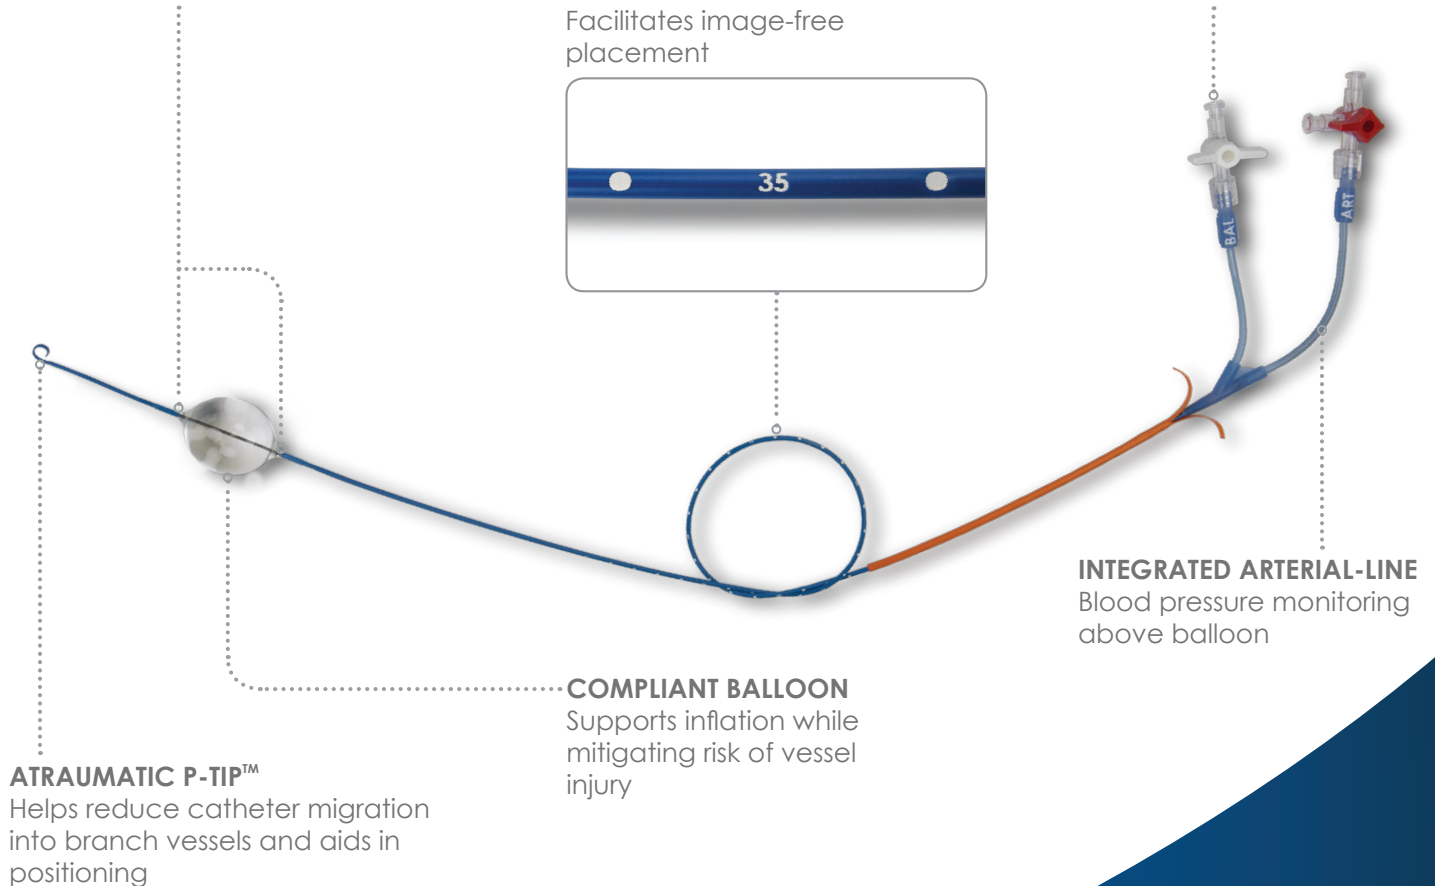 Facilitates image-free
placement
35
BAL
ART
INTEGRATED ARTERIAL-LINE
Blood pressure monitoring
above balloon
COMPLIANT BALLOON
Supports inflation while
mitigating risk of vessel
injury
ATRAUMATIC P-TIP™
Helps reduce catheter migration
into branch vessels and aids in
positioning